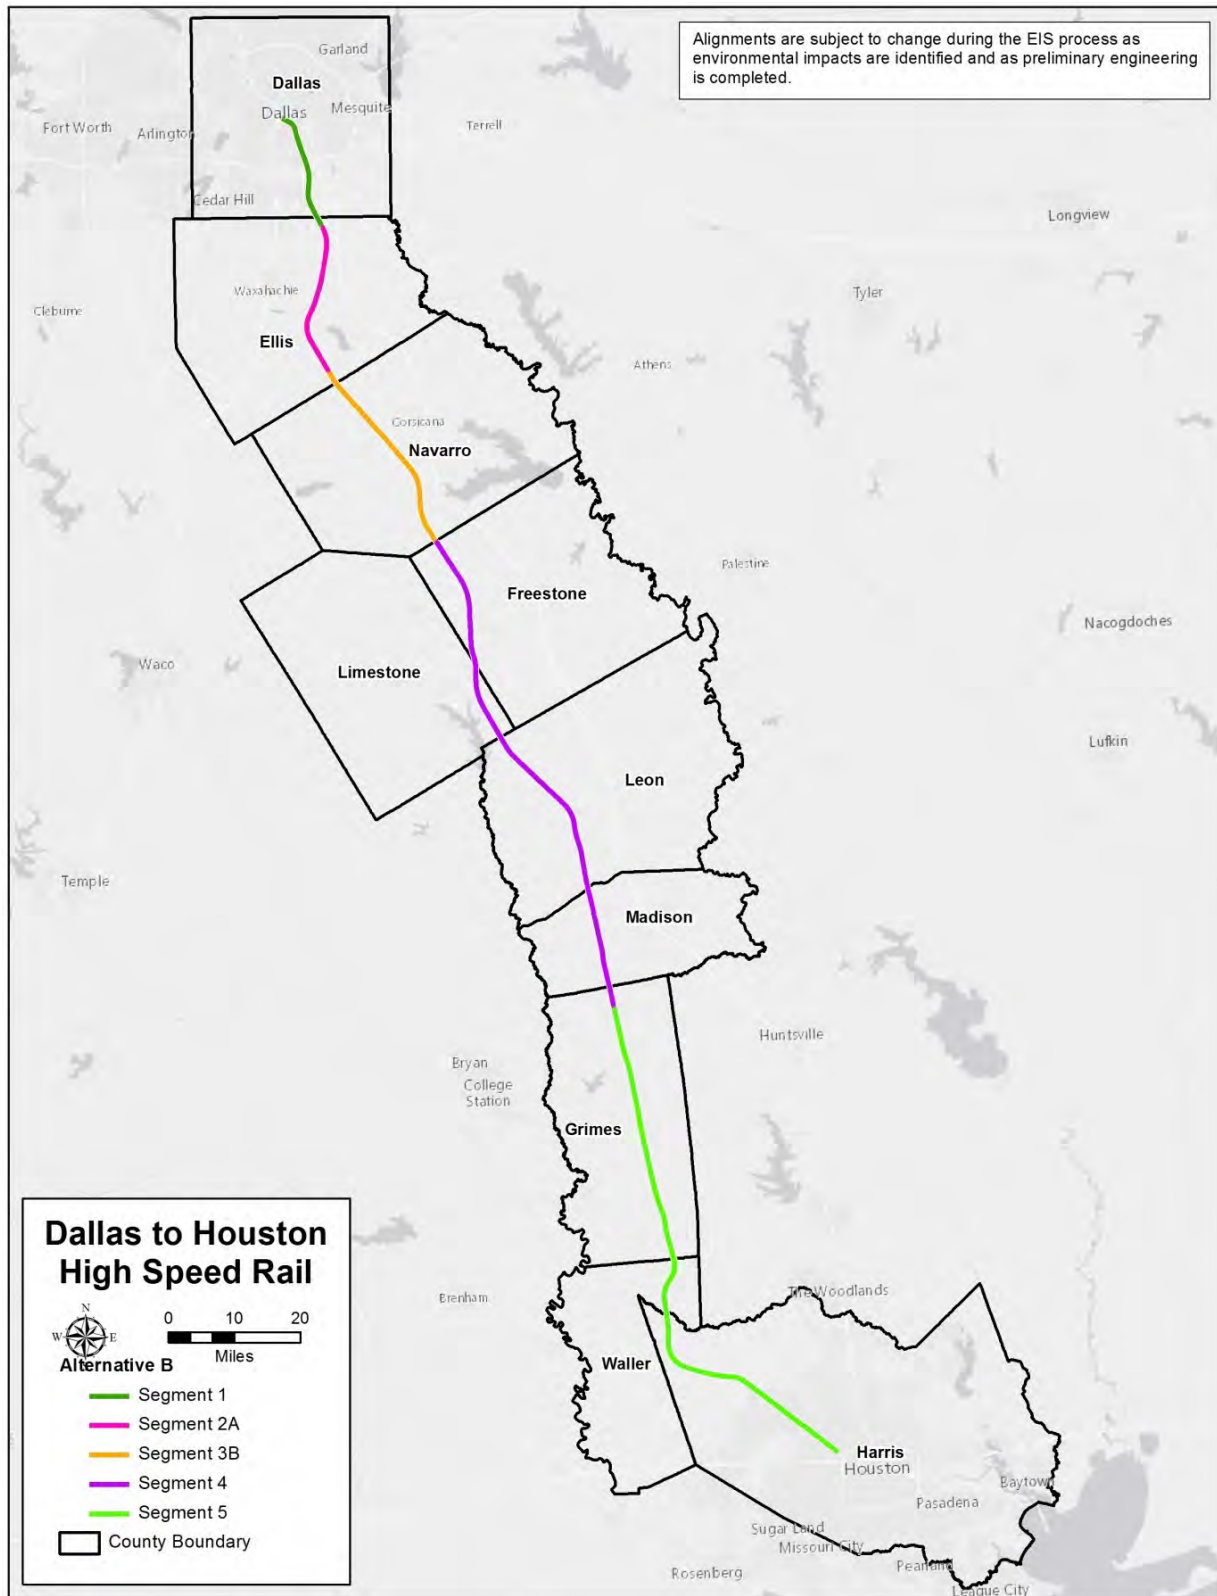 Alignments are subject to change during the EIS process as
environmental impacts are identified and as preliminary engineering
is completed.
Garland
Dallas
Dallas
Mesquite
Fort Worth
Arlington
Terrell
Cedar Hill
Longview
Waxahachie
Tyler
Cleburne
Ellis
Athens
Corsicana
Navarro
Palestine
Freestone
Nacogdoches
Waco
Limestone
Lufkin
Leon
Temple
Madison
Huntsville
Bryan
College
Station
Grimes
The Woodlands
Brenham
Waller
Harris
Houston
Baytown
Pasadena
Sugar Land
Missouri City
Pearland
Rosenberg
League City
Dallas to Houston
High Speed Rail
N
W
E
S
0 10 20
Miles
Alternative B
Segment 1
Segment 2A
Segment 3B
Segment 4
Segment 5
County Boundary